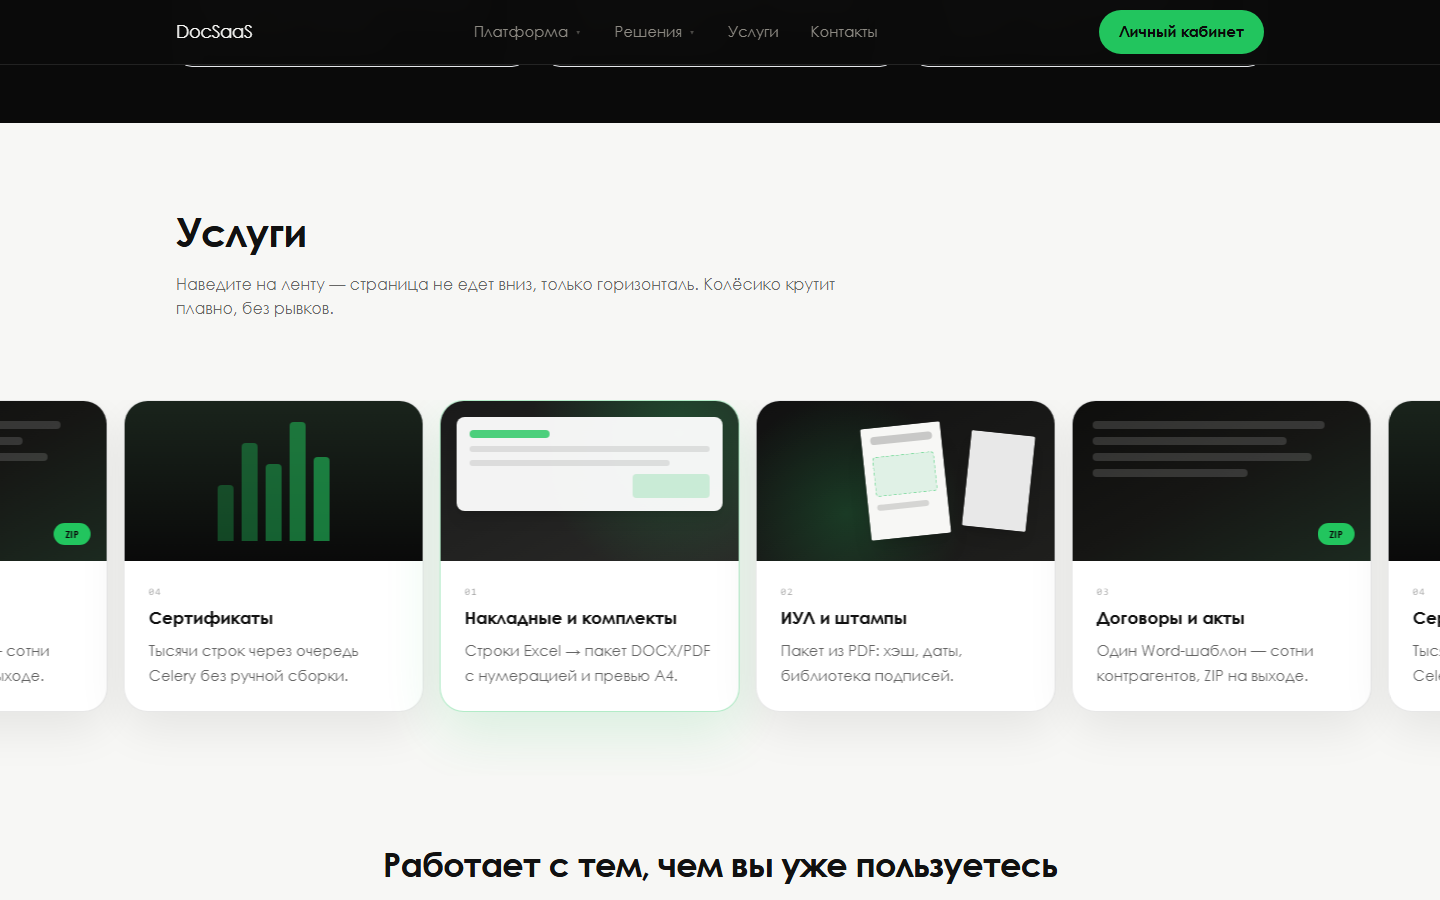 DocSaaS
Платформа
Решения
Услуги
Контакты
Личный кабинет
Услуги
Наведите на ленту — страница не едет вниз, только горизонталь. Колёсико крутит
плавно, без рывков.
ZIP
— сотни
04
Сертификаты
Тысячи строк через очередь
Celery без ручной сборки.
01
Накладные и комплекты
Строки Excel → пакет DOCX/PDF
с нумерацией и превью A4.
02
ИУЛ и штампы
Пакет из PDF: хэш, даты,
библиотека подписей.
ZIP
03
Договоры и акты
Один Word-шаблон — сотни
контрагентов, ZIP на выходе.
04
Работает с тем, чем вы уже пользуетесь